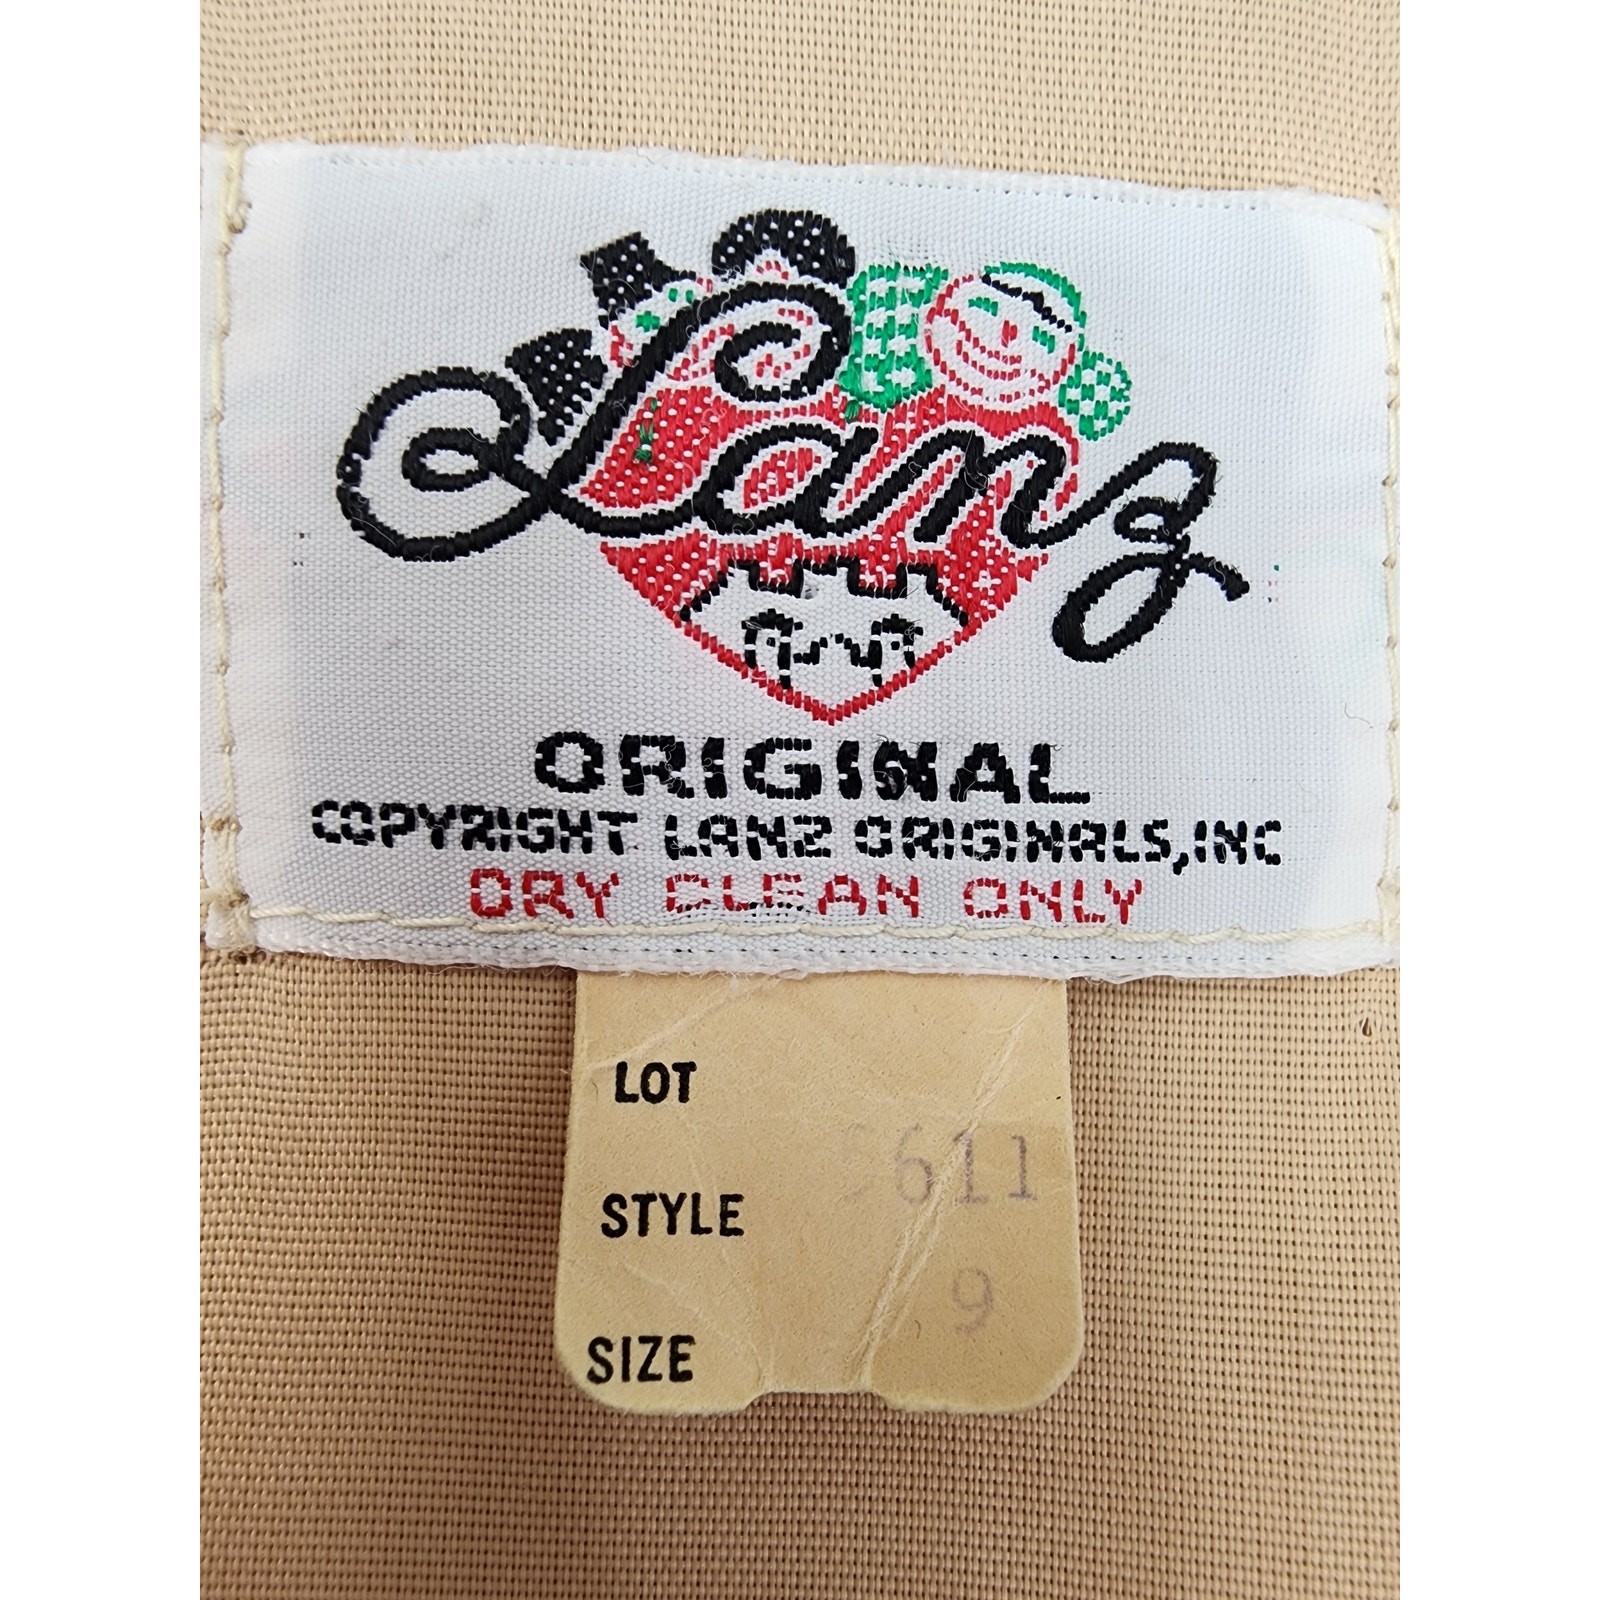 Lanz
ORIGINAL
COPYRIGHT LANZ ORIGINALS, INC
DRY CLEAN ONLY
LOT
STYLE
9
SIZE